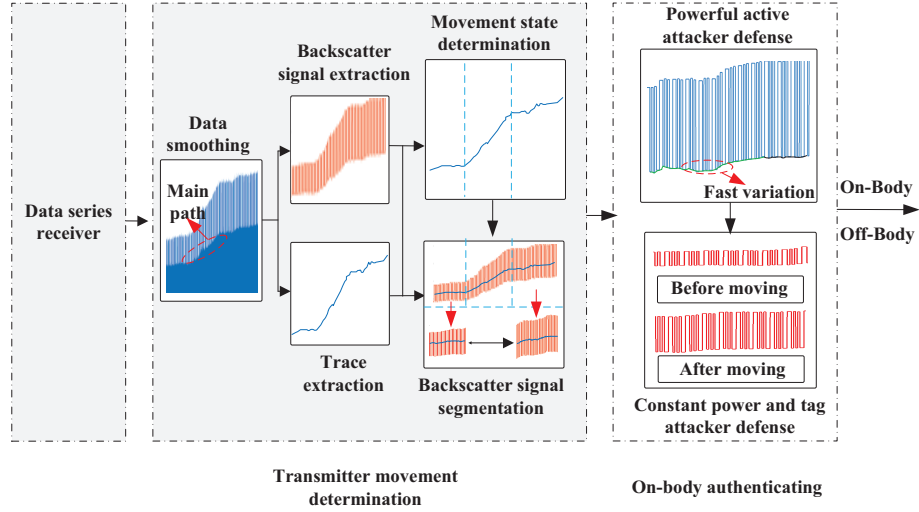 Data series
receiver
Data
smoothing
Main
path
Backscatter
signal extraction
Trace
extraction
Movement state
determination
Backscatter signal
segmentation
Transmitter movement
determination
Powerful active
attacker defense
Fast variation
Before moving
After moving
Constant power and tag
attacker defense
On-body authenticating
On-Body
Off-Body